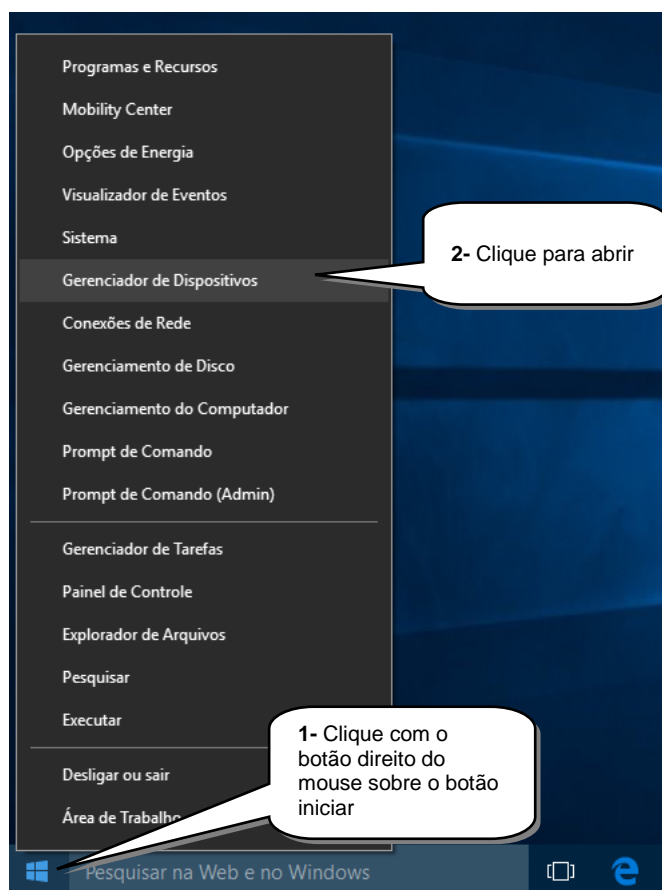 Programas e Recursos
Mobility Center
Opções de Energia
Visualizador de Eventos
Sistema
2- Clique para abrir
Gerenciador de Dispositivos
Conexões de Rede
Gerenciamento de Disco
Gerenciamento do Computador
Prompt de Comando
Prompt de Comando (Admin)
Gerenciador de Tarefas
Painel de Controle
Explorador de Arquivos
Pesquisar
Executar
1- Clique com o
botão direito do
mouse sobre o botão
iniciar
Desligar ou sair
Área de Trabalho
Pesquisar na Web e no Windows